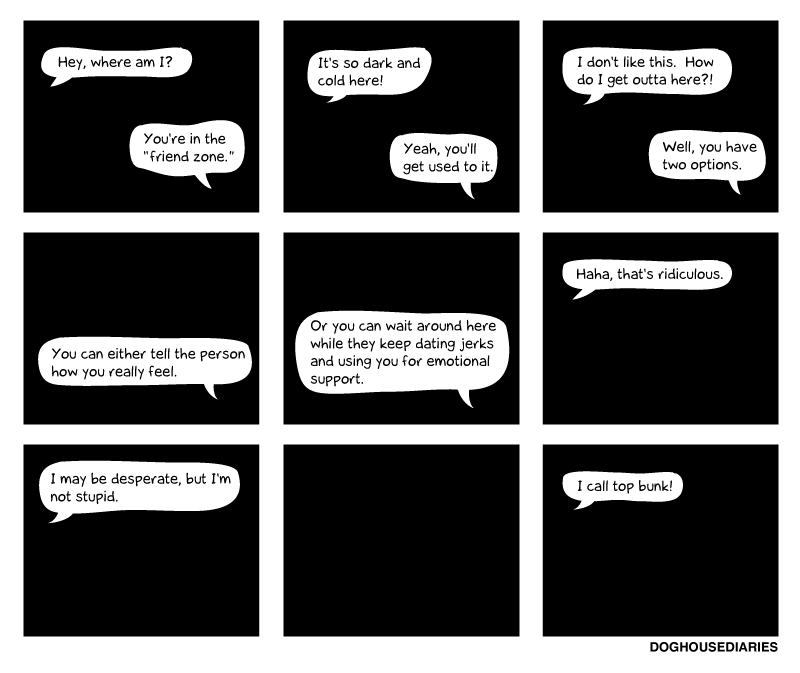 Hey, where am I?
You're in the
"friend zone."
It's so dark and
cold here!
Yeah, you'll
get used to it.
I don't like this. How
do I get outta here?!
Well, you have
two options.
You can either tell the person
how you really feel.
Or you can wait around here
while they keep dating jerks
and using you for emotional
support.
Haha, that's ridiculous.
I may be desperate, but I'm
not stupid.
I call top bunk!
DOGHOUSEDIARIES